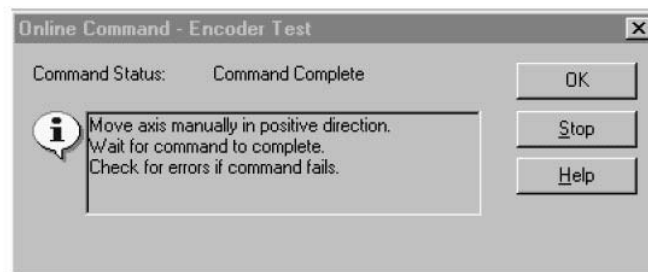 Online Command - Encoder Test
Command Status: Command Complete
OK
Move axis manually in positive direction.
Wait for command to complete.
Check for errors if command fails.
Stop
Help